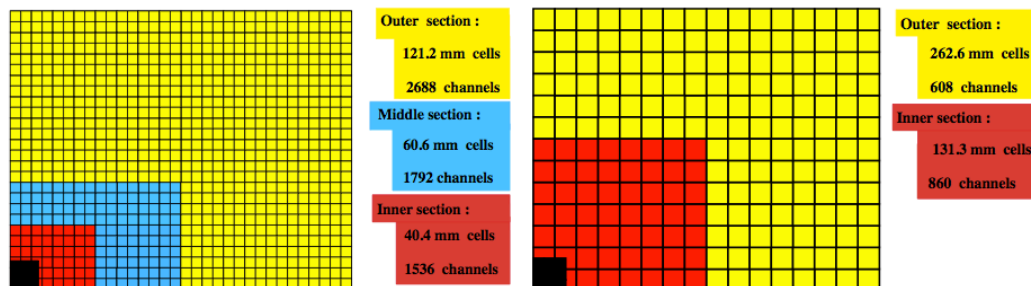 Outer section :
121.2 mm cells
2688 channels
Middle section :
60.6 mm cells
1792 channels
Inner section :
40.4 mm cells
1536 channels
Outer section :
262.6 mm cells
608 channels
Inner section :
131.3 mm cells
860 channels